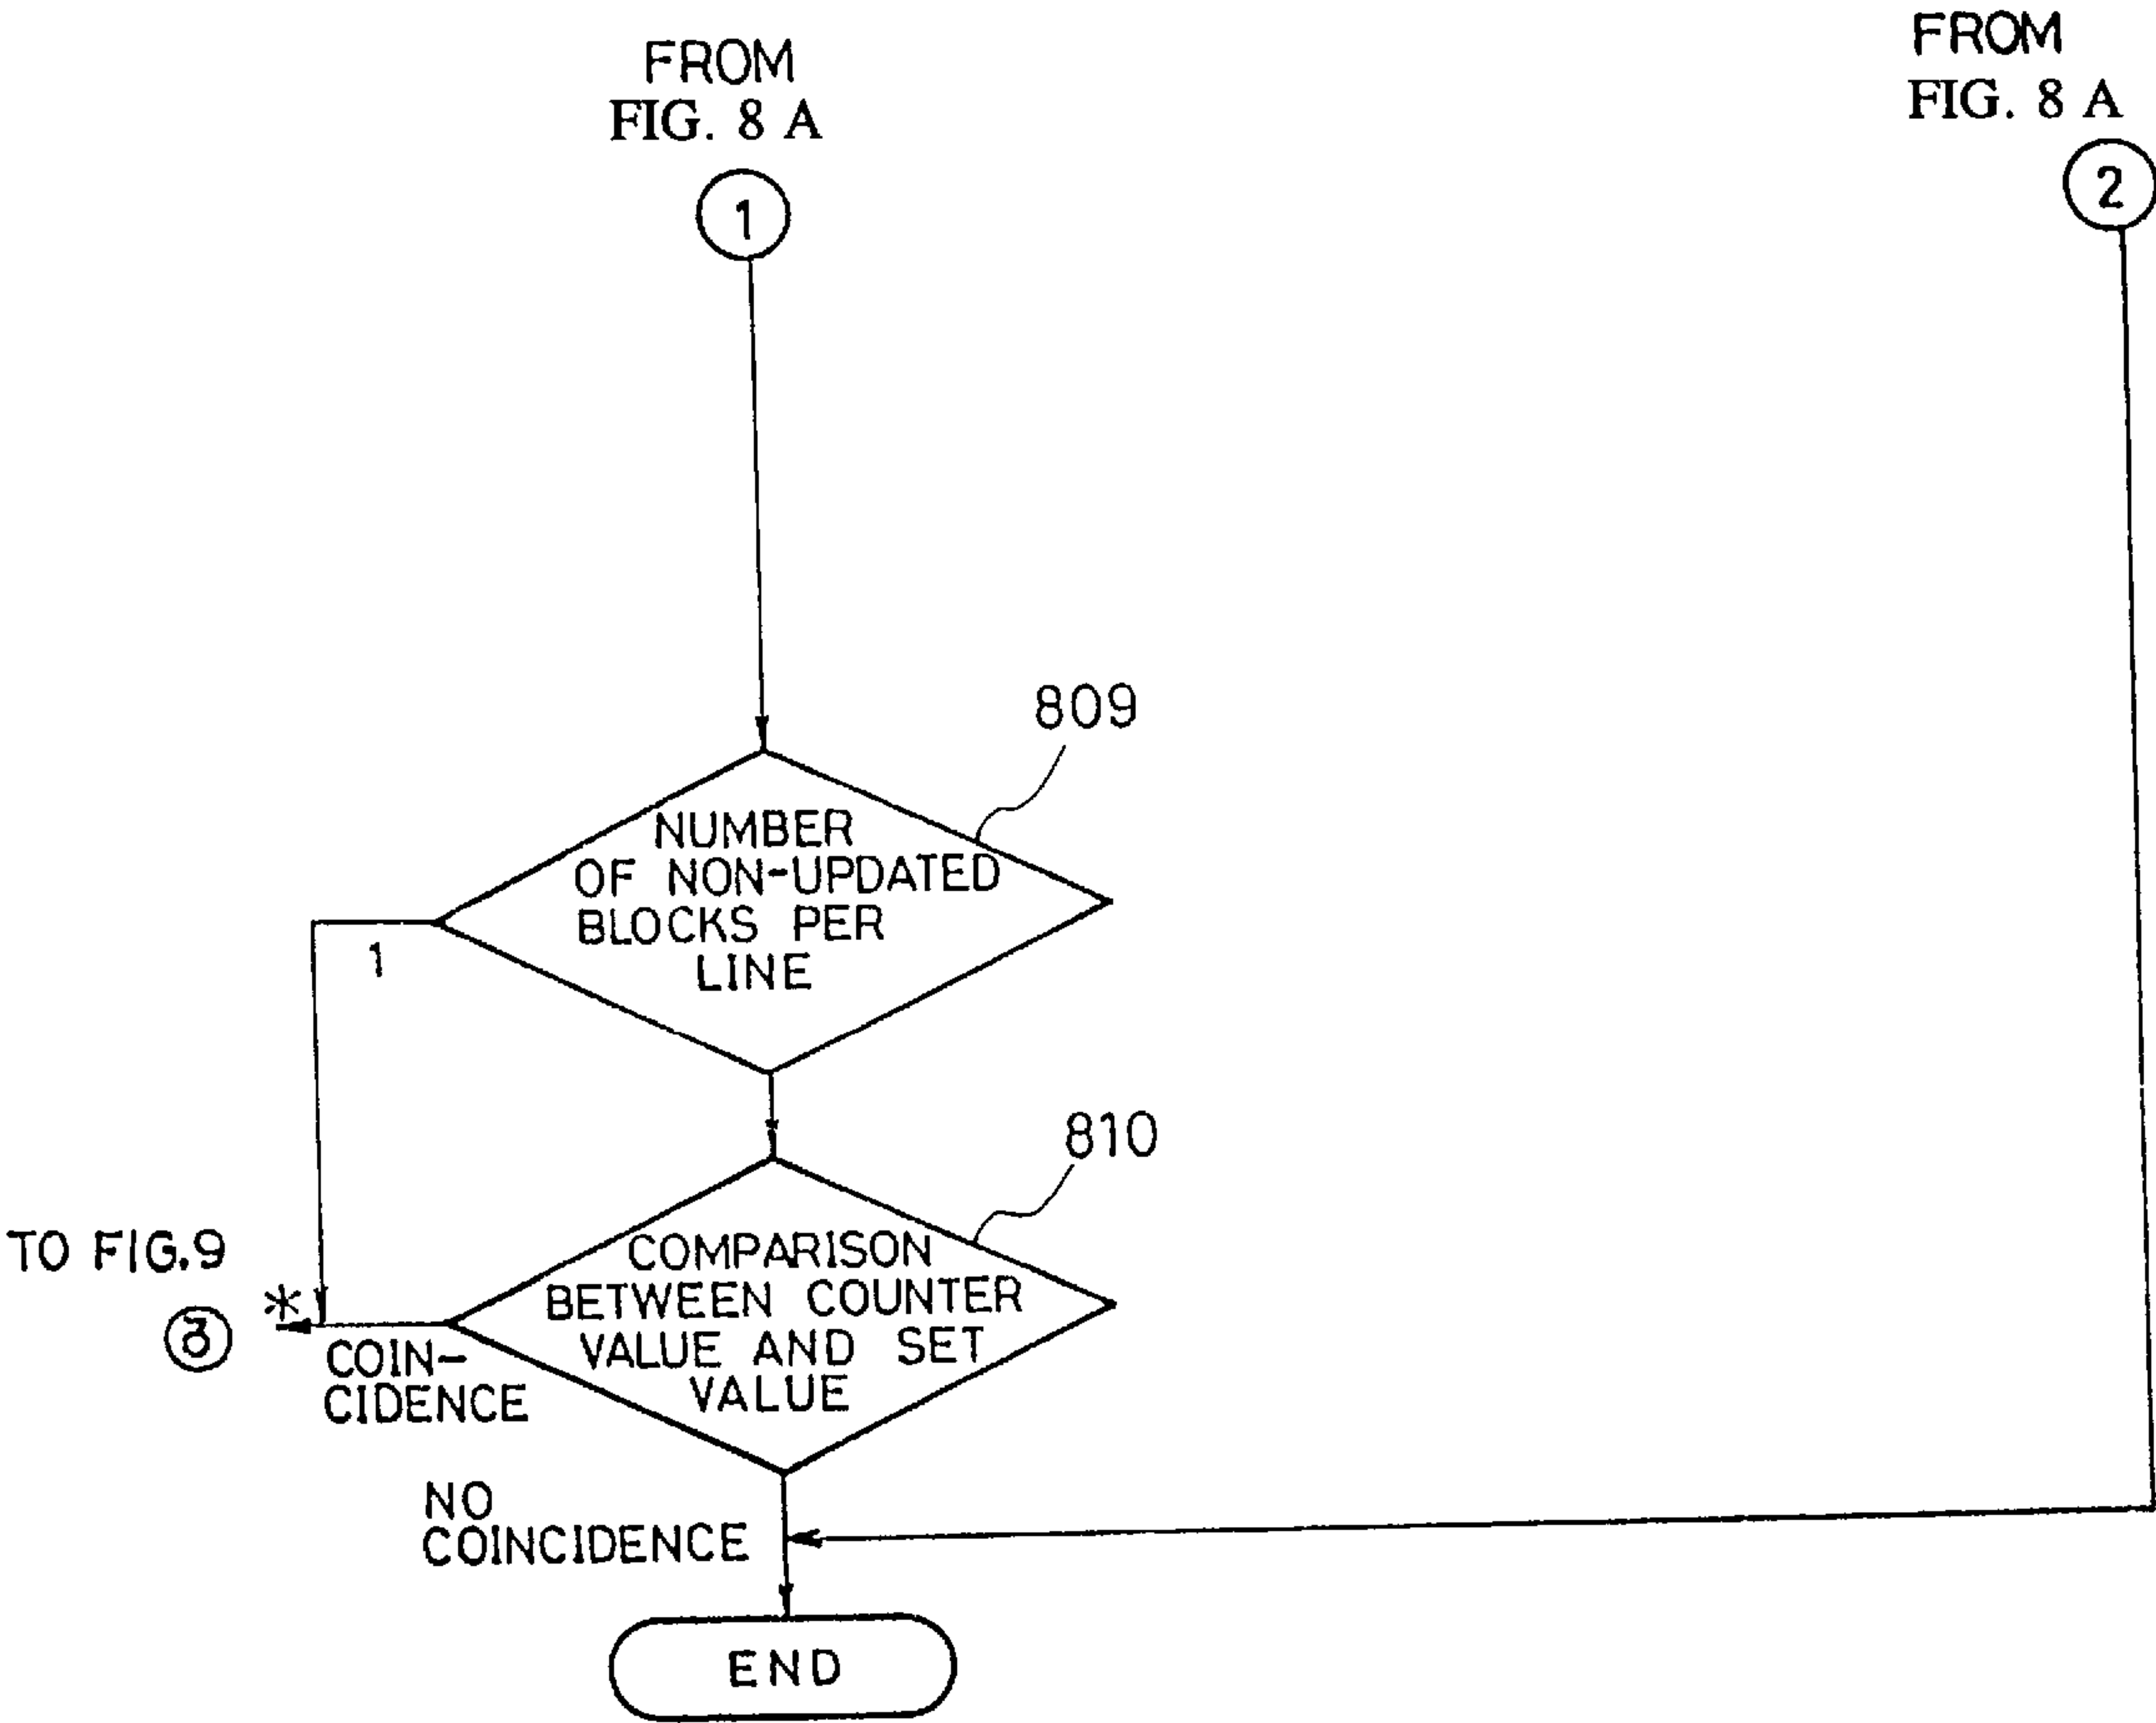 FROM
FIG. 8 A
1
FROM
FIG. 8 A
2
809
NUMBER
OF NON-UPDATED
BLOCKS PER
LINE
1
810
COMPARISON
BETWEEN COUNTER
VALUE AND SET
VALUE
TO FIG.9
*
COIN-
CIDENCE
NO
COINCIDENCE
END